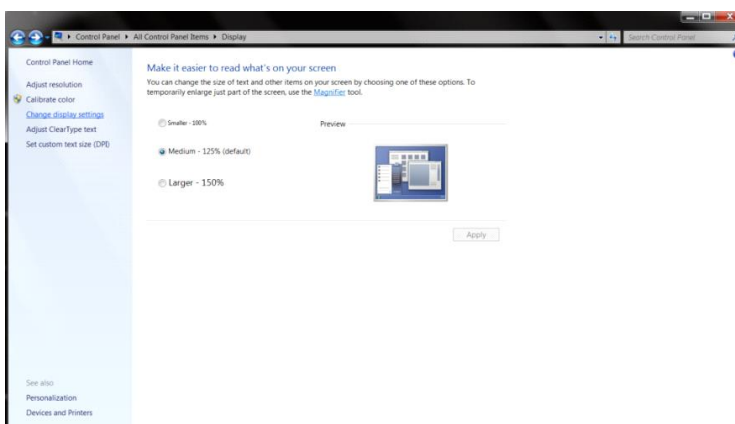 Control Panel ▸ All Control Panel Items ▸ Display
Search Control Panel
Control Panel Home
Adjust resolution
Calibrate color
Change display settings
Adjust ClearType text
Set custom text size (DPI)
Make it easier to read what's on your screen
You can change the size of text and other items on your screen by choosing one of these options. To
temporarily enlarge just part of the screen, use the Magnifier tool.
Smaller - 100%
Preview
Medium - 125% (default)
Larger - 150%
Apply
See also
Personalization
Devices and Printers